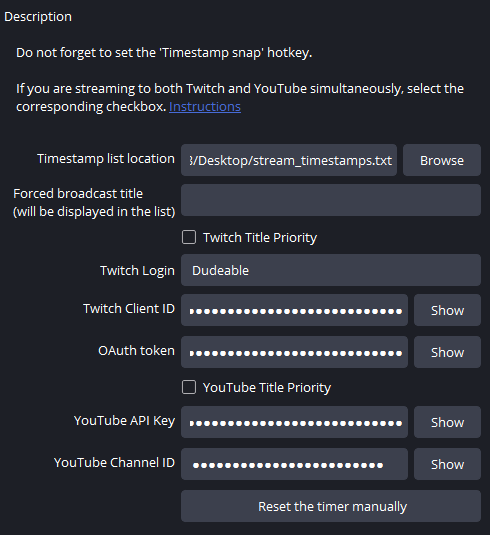 Description
Do not forget to set the 'Timestamp snap' hotkey.
If you are streaming to both Twitch and YouTube simultaneously, select the
corresponding checkbox. Instructions
Timestamp list location
3/Desktop/stream_timestamps.txt
Browse
Forced broadcast title
(will be displayed in the list)
Twitch Title Priority
Twitch Login
Dudeable
Twitch Client ID
Show
OAuth token
Show
YouTube Title Priority
YouTube API Key
Show
YouTube Channel ID
Show
Reset the timer manually